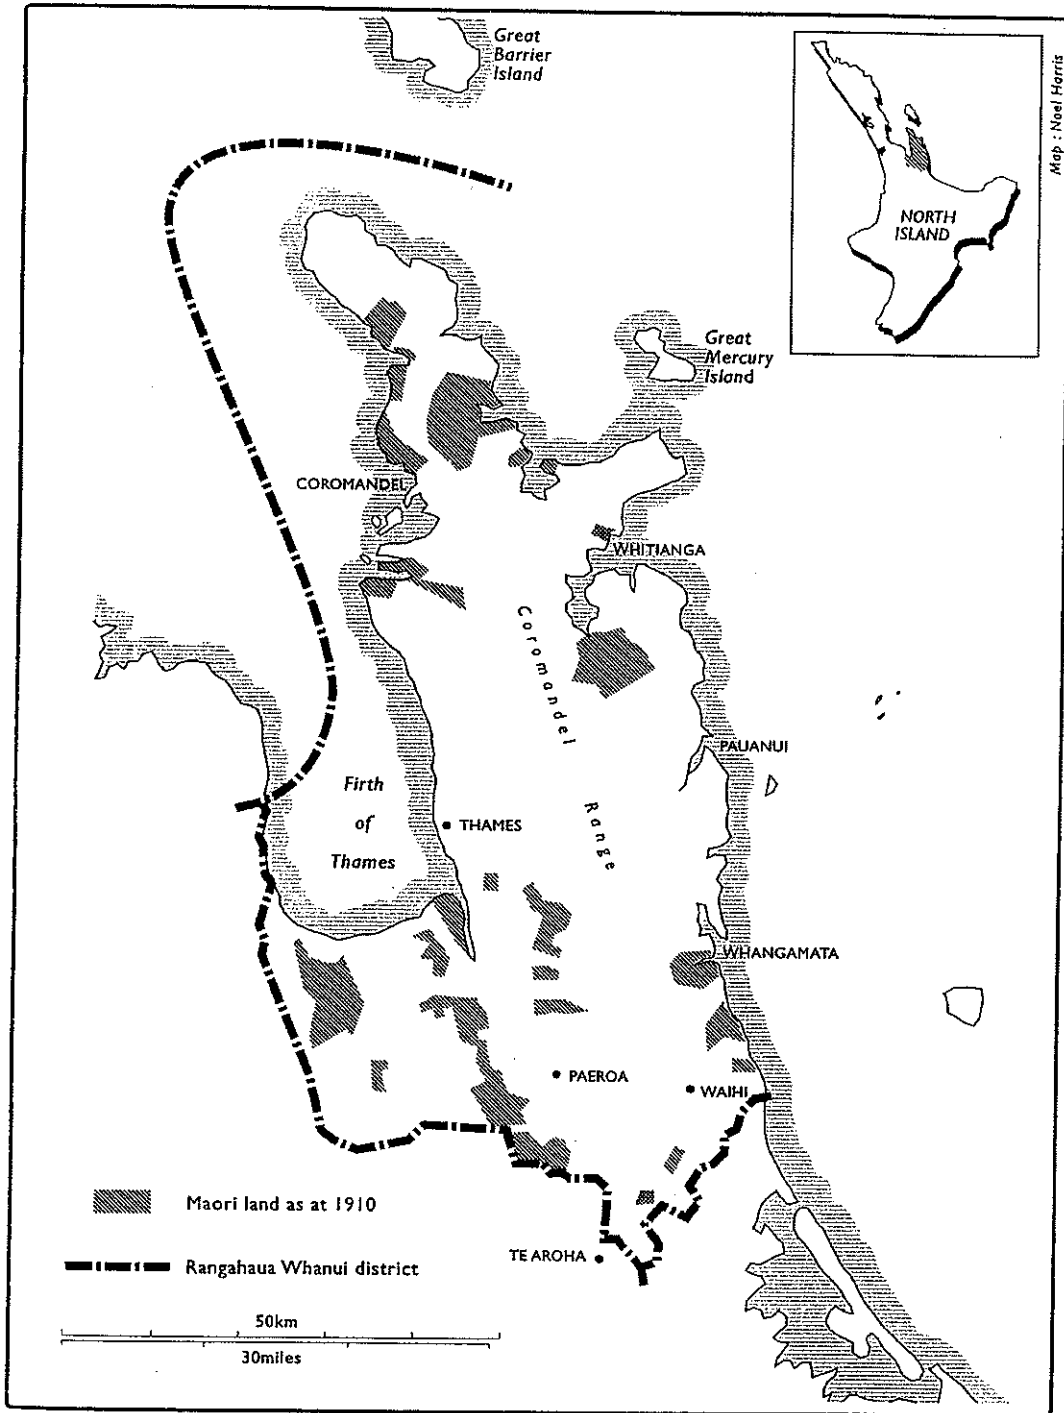 Great
Barrier
Island
Map : Noel Harris
NORTH
ISLAND
Great
Mercury
Island
COROMANDEL
WHITIANGA
Coromandel
Range
PAUANUI
Firth
of
Thames
THAMES
WHANGAMATA
PAEROA
WAIHI
Maori land as at 1910
TE AROHA
Rangahaua Whanui district
50km
30miles